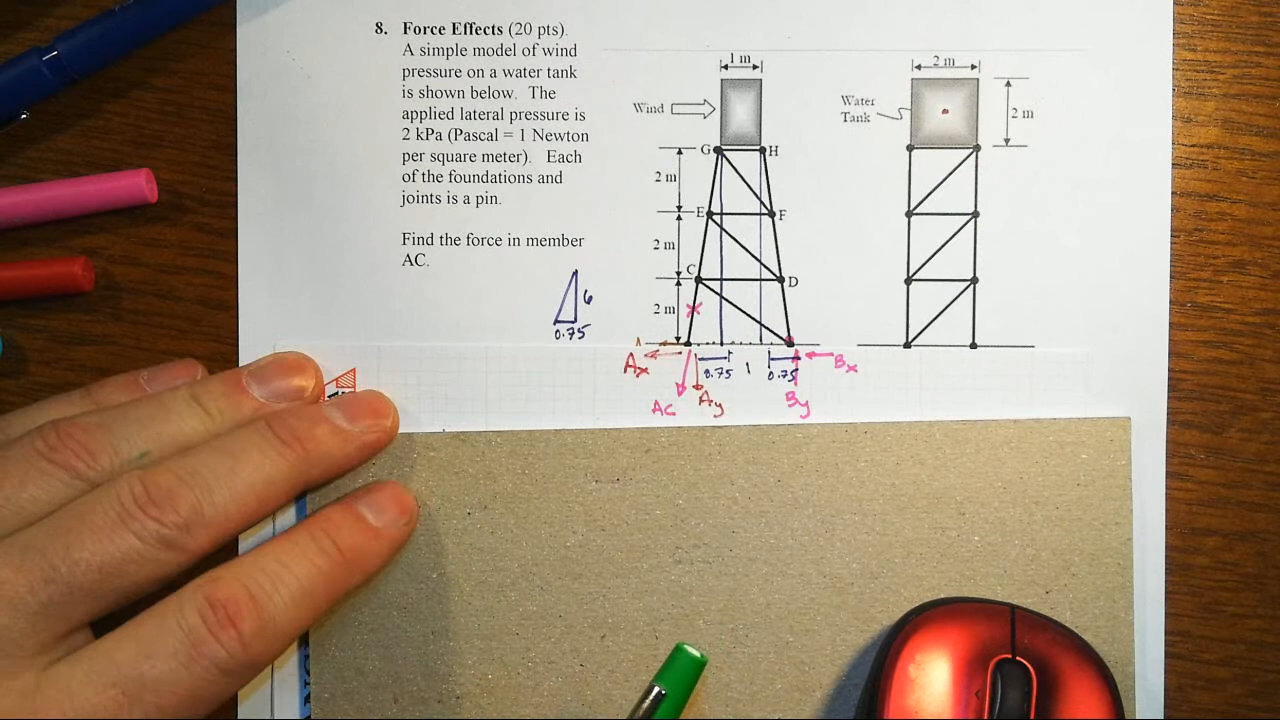 8. Force Effects (20 pts).
A simple model of wind
pressure on a water tank
is shown below. The
applied lateral pressure is
2 kPa (Pascal = 1 Newton
per square meter). Each
of the foundations and
joints is a pin.
Find the force in member
AC.
6
0.75
1 m
Wind
G
H
2 m
E
F
2 m
C
D
2 m
A
Ax
0.75
1
0.75
Bx
AC
Ay
By
2 m
Water
Tank
2 m